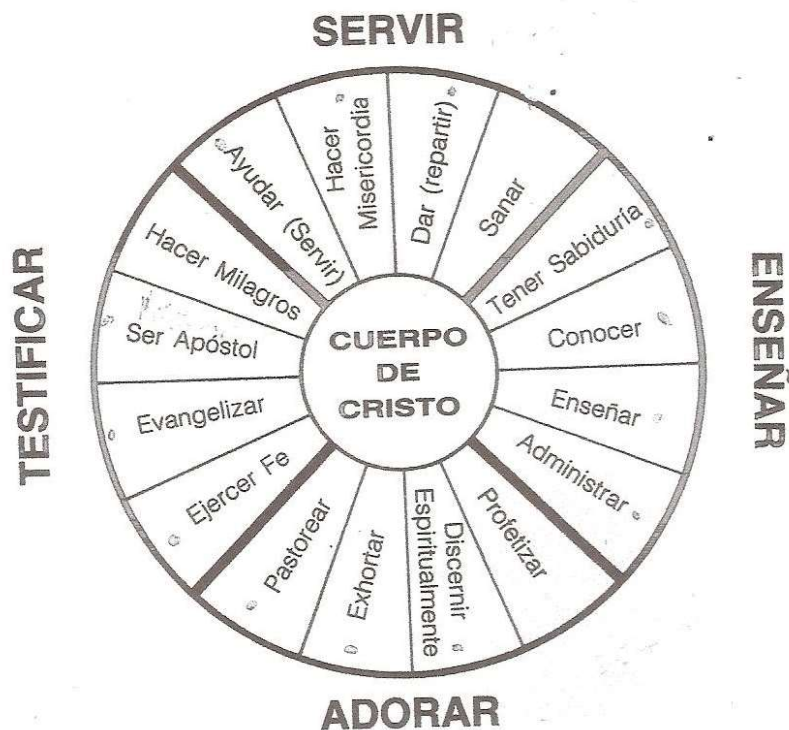 SERVIR
Ayudar (Servir)
Hacer
Misericordia
Dar (repartir)
Sanar
Tener Sabiduría
Conocer
Enseñar
Administrar
ENSEÑAR
Profetizar
Discernir
Espiritualmente
Exhortar
Pastorear
ADORAR
Ejercer Fe
Evangelizar
Ser Apóstol
Hacer Milagros
TESTIFICAR
CUERPO
DE
CRISTO